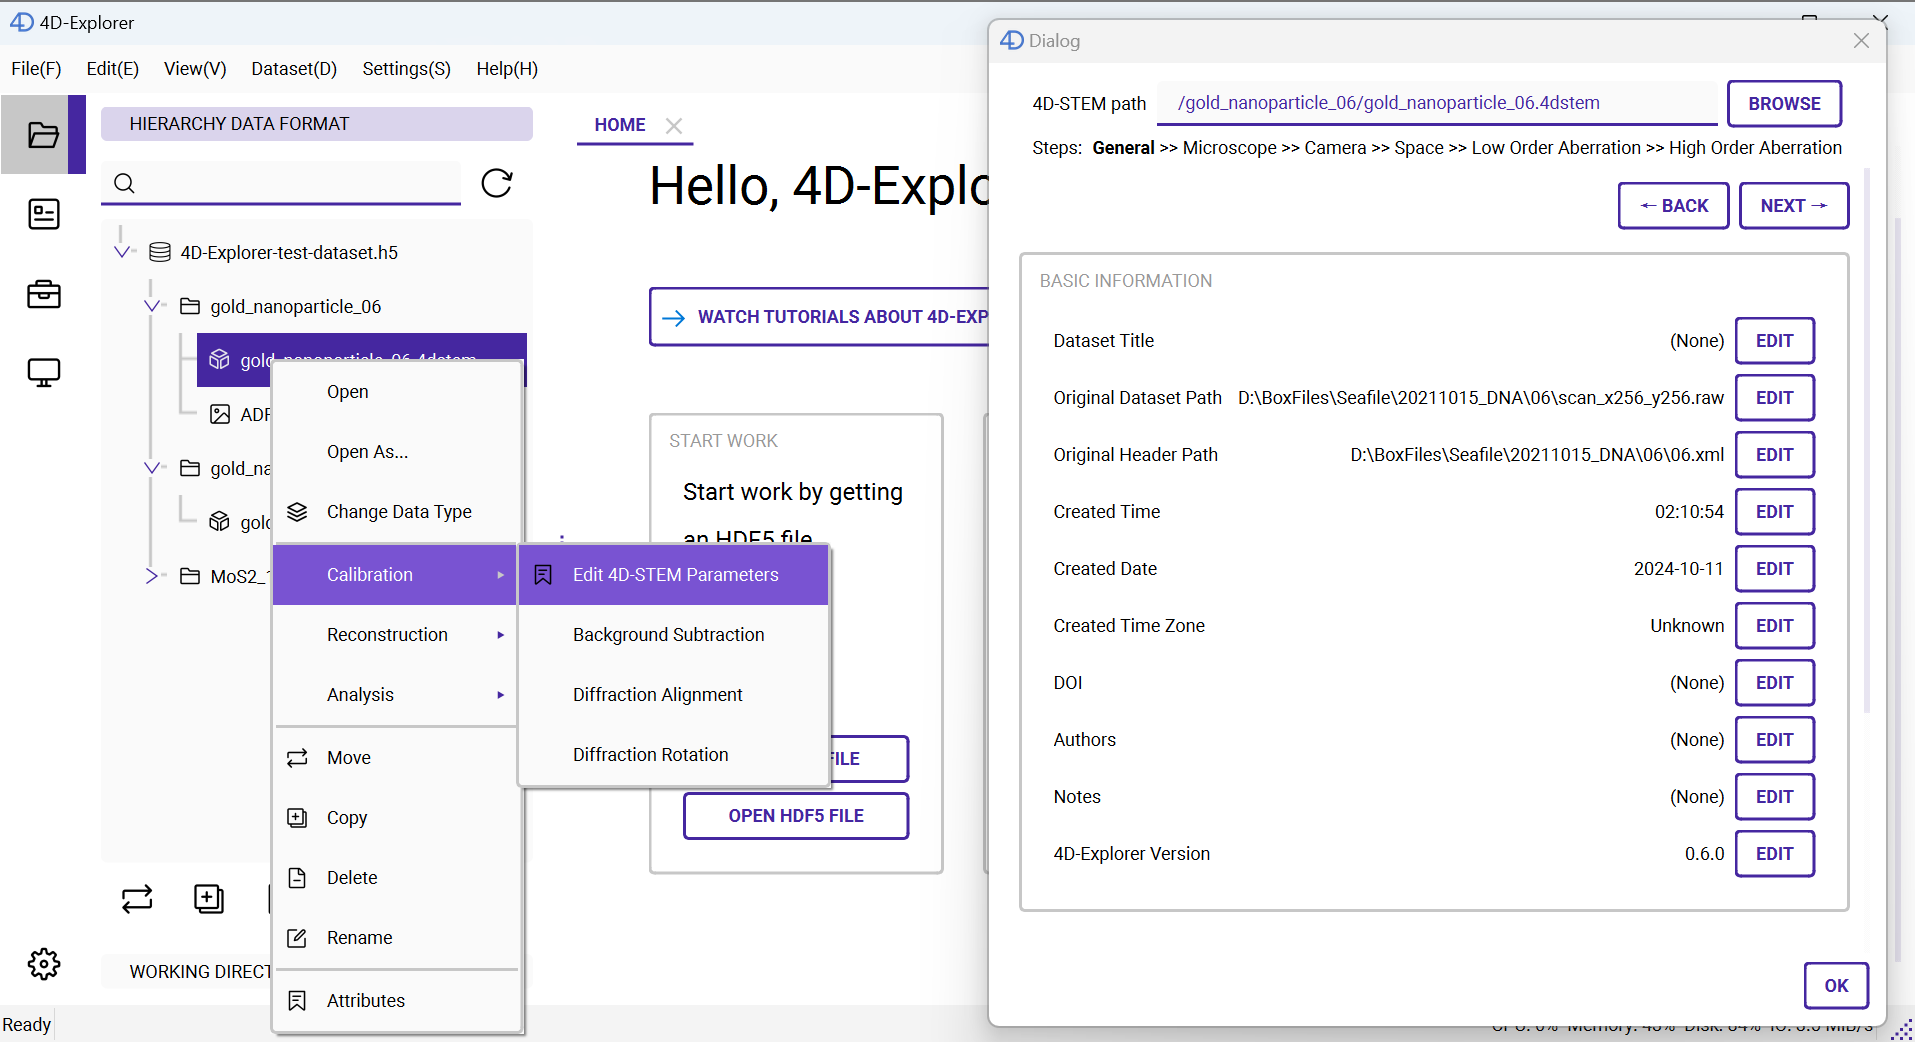 4D-Explorer
File(F) Edit(E) View(V) Dataset(D) Settings(S) Help(H)
HIERARCHY DATA FORMAT
4D-Explorer-test-dataset.h5
gold_nanoparticle_06
gold_nanoparticle_06.4dstem
ADF
gold_na
gold
MoS2_1
WORKING DIRECT
Ready
Open
Open As...
Change Data Type
Calibration
Reconstruction
Analysis
Move
Copy
Delete
Rename
Attributes
Edit 4D-STEM Parameters
Background Subtraction
Diffraction Alignment
Diffraction Rotation
HOME
Hello, 4D-Explo
WATCH TUTORIALS ABOUT 4D-EXP
START WORK
Start work by getting
an HDF5 file
FILE
OPEN HDF5 FILE
4D Dialog
4D-STEM path /gold_nanoparticle_06/gold_nanoparticle_06.4dstem BROWSE
Steps: General >> Microscope >> Camera >> Space >> Low Order Aberration >> High Order Aberration
← BACK NEXT →
BASIC INFORMATION
Dataset Title (None) EDIT
Original Dataset Path D:\BoxFiles\Seafile\20211015_DNA\06\scan_x256_y256.raw EDIT
Original Header Path D:\BoxFiles\Seafile\20211015_DNA\06\06.xml EDIT
Created Time 02:10:54 EDIT
Created Date 2024-10-11 EDIT
Created Time Zone Unknown EDIT
DOI (None) EDIT
Authors (None) EDIT
Notes (None) EDIT
4D-Explorer Version 0.6.0 EDIT
OK